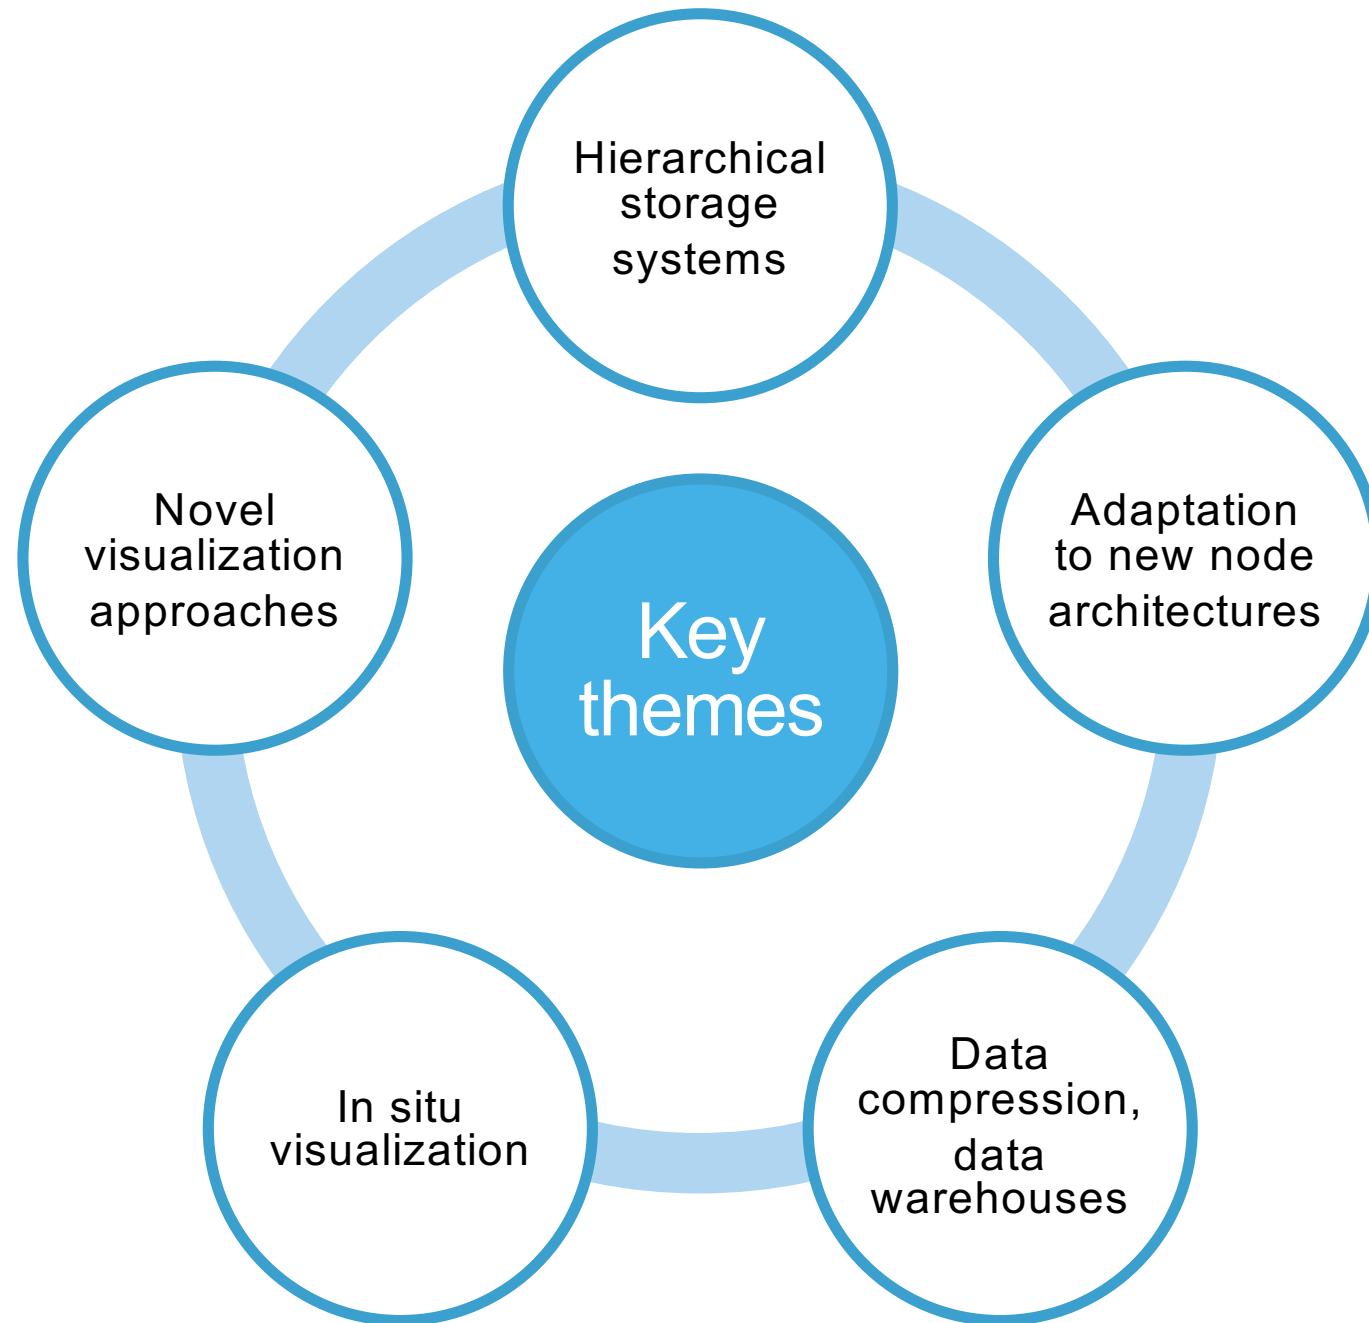 Hierarchical
storage
systems
Adaptation
to new node
architectures
Data
compression,
data
warehouses
In situ
visualization
Novel
visualization
approaches
Key
themes